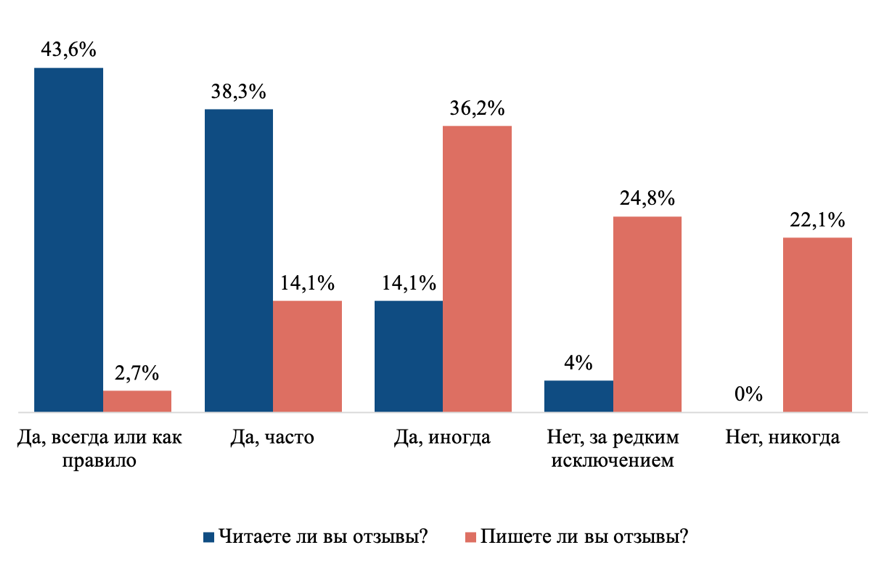 43,6%
38,3%
36,2%
24,8%
22,1%
14,1%
14,1%
2,7%
4%
0%
Да, всегда или как
правило
Да, часто
Да, иногда
Нет, за редким
исключением
Нет, никогда
Читаете ли вы отзывы?
Пишете ли вы отзывы?